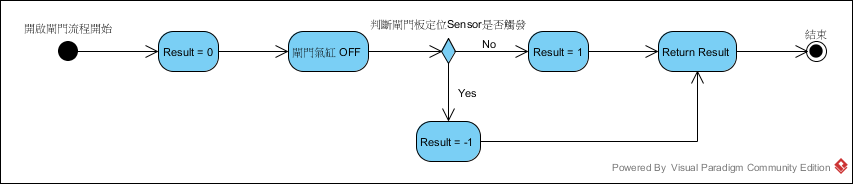 開啟閘門流程開始
Result = 0
閘門氣缸 OFF
判斷閘門板定位Sensor是否觸發
No
Result = 1
Return Result
結束
Yes
Result = -1
Powered By Visual Paradigm Community Edition